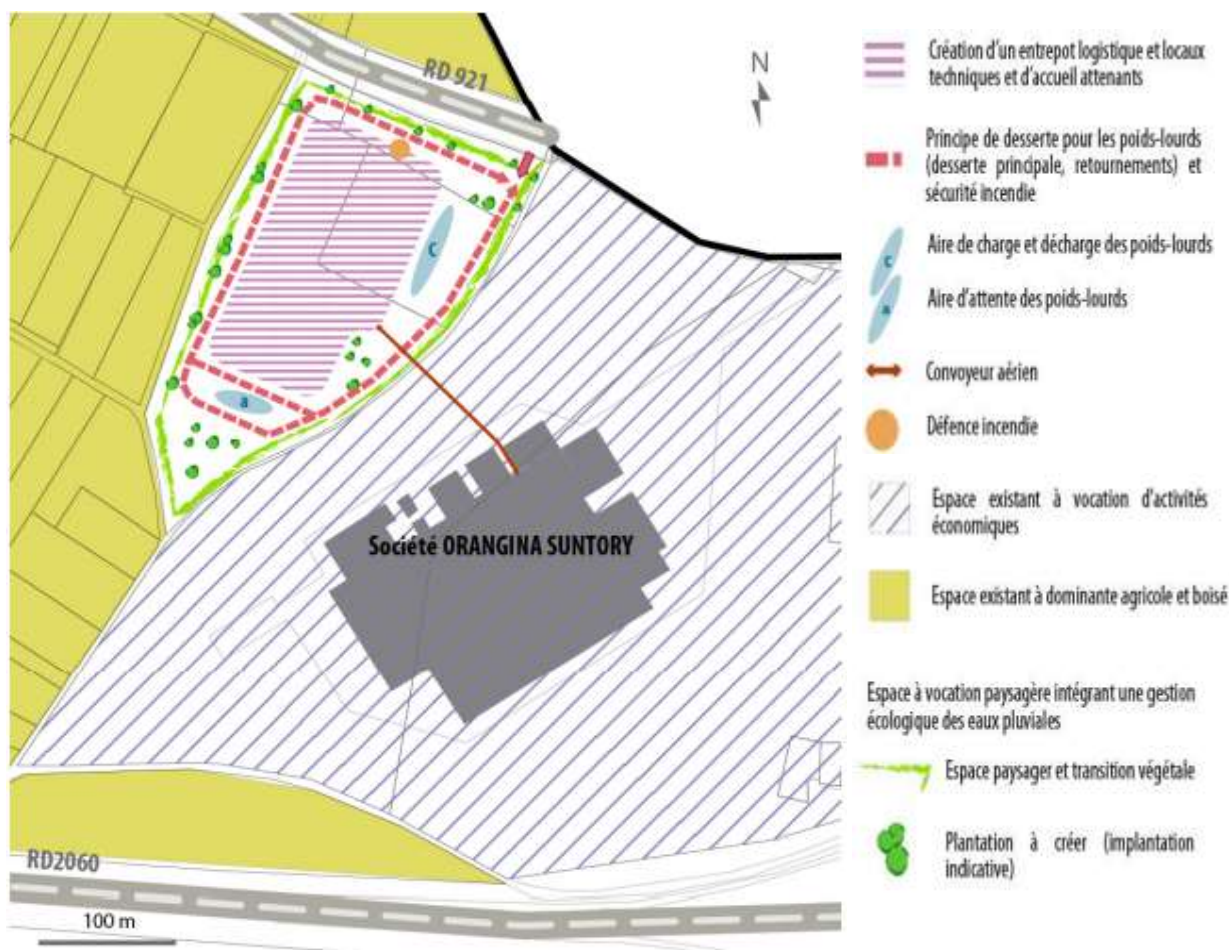 RD 921
N
C
a
Société ORANGINA SUNTORY
RD2060
100 m
Création d'un entrepot logistique et locaux
techniques et d'accueil attenants
Principe de desserte pour les poids-lourds
(desserte principale, retournements) et
sécurité incendie
c
Aire de charge et décharge des poids-lourds
a
Aire d'attente des poids-lourds
Convoyeur aérien
Défence incendie
Espace existant à vocation d'activités
économiques
Espace existant à dominante agricole et boisé
Espace à vocation paysagère intégrant une gestion
écologique des eaux pluviales
Espace paysager et transition végétale
Plantation à créer (implantation
indicative)